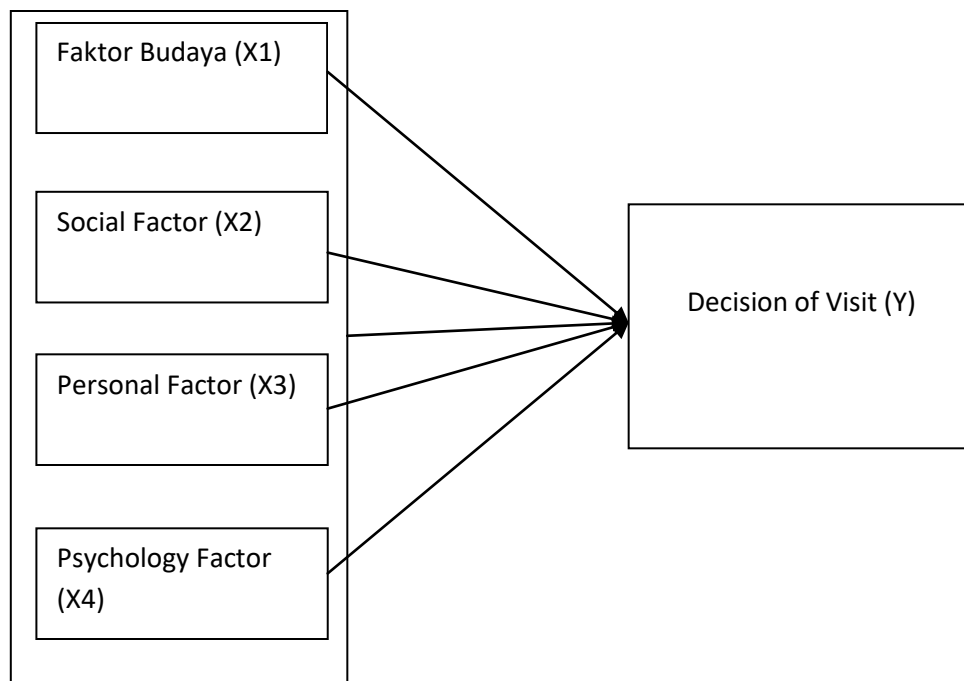 Faktor Budaya (X1)
Social Factor (X2)
Personal Factor (X3)
Psychology Factor
(X4)
Decision of Visit (Y)